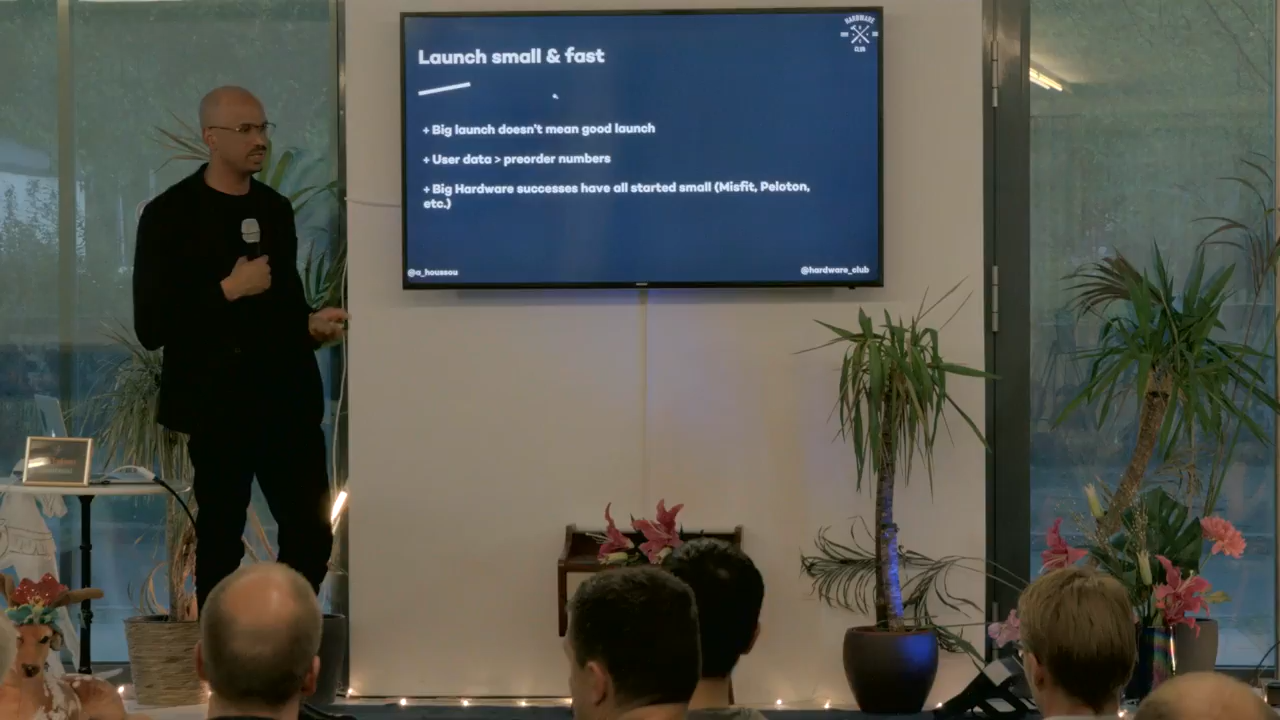 HARDWARE
CLUB
Launch small & fast
+ Big launch doesn't mean good launch
+ User data > preorder numbers
+ Big Hardware successes have all started small (Misfit, Peloton,
etc.)
@a_houssou
@hardware_club